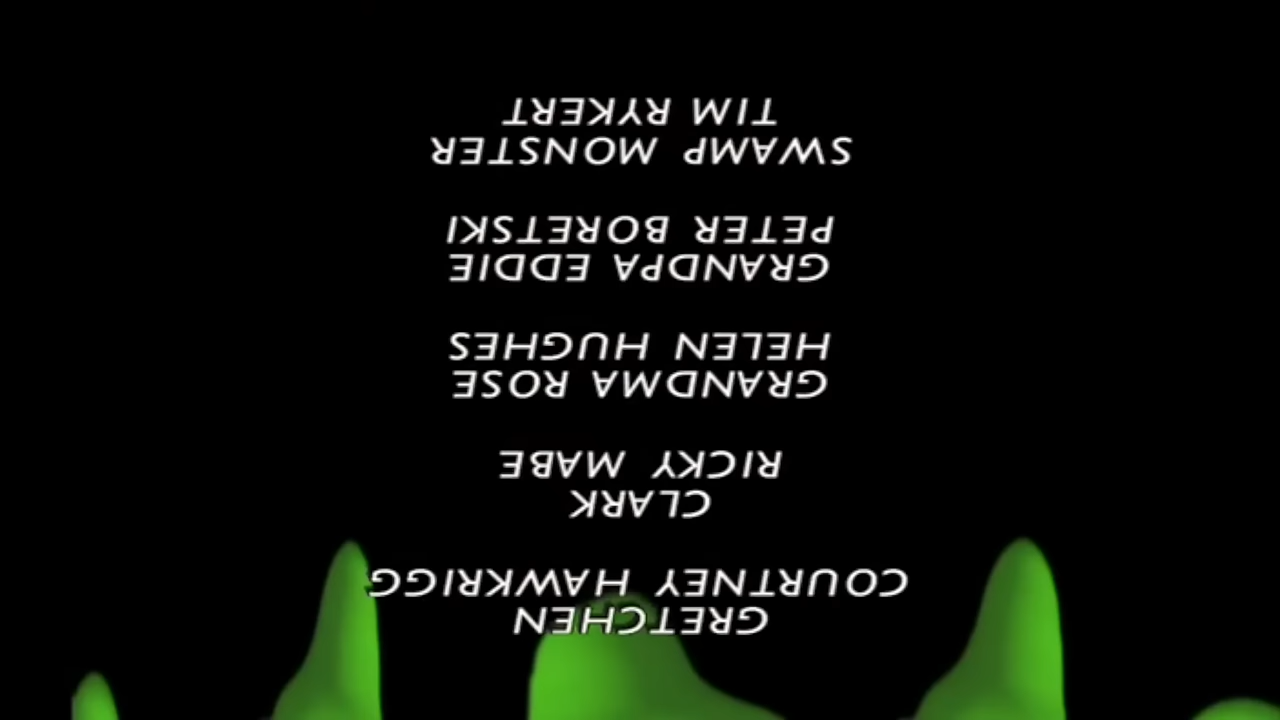 GRETCHEN
COURTNEY HAWKRIGG
CLARK
RICKY MABE
GRANDMA ROSE
HELEN HUGHES
GRANDPA EDDIE
PETER BORETSKI
SWAMP MONSTER
TIM RYKERT